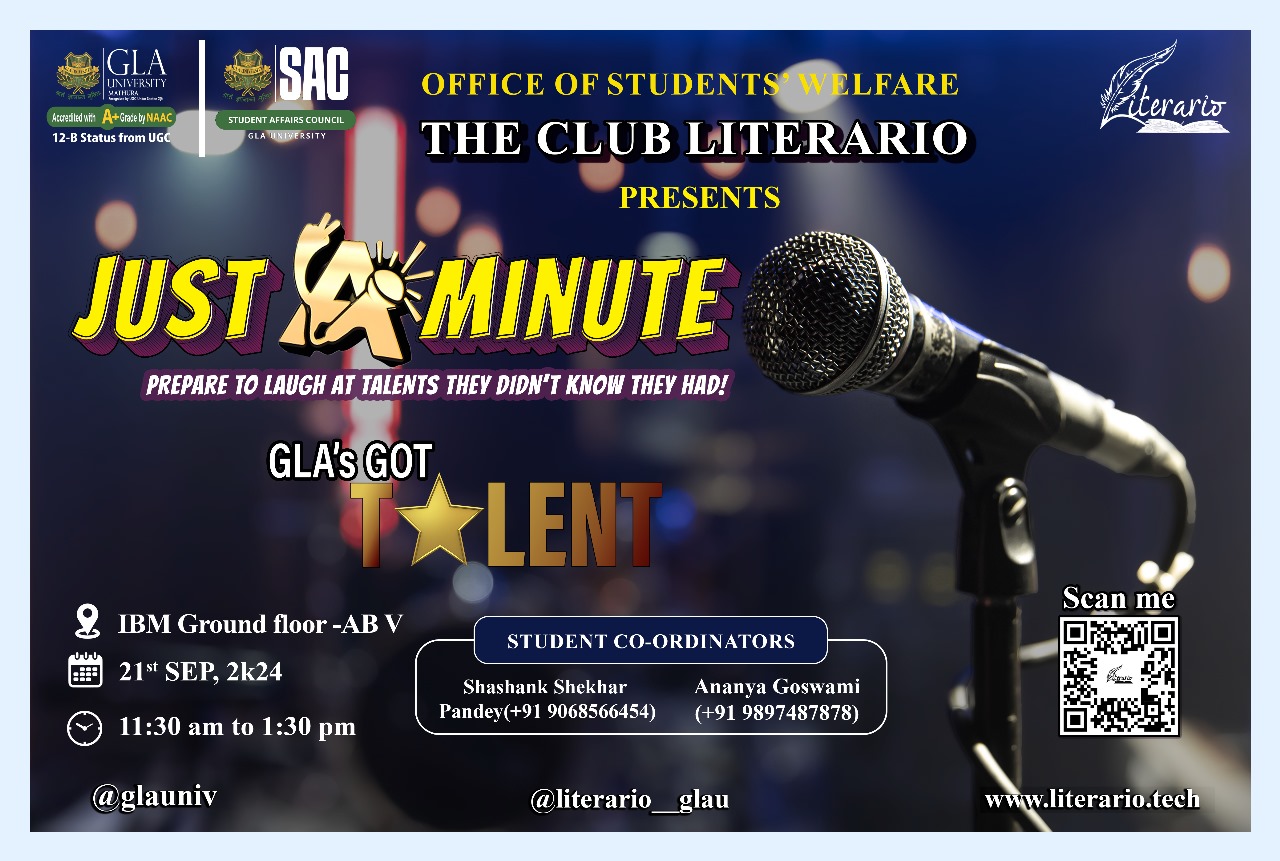 GLA
UNIVERSITY
MATHURA
Accredited with A+ Grade by NAAC
12-B Status from UGC
SAC
STUDENT AFFAIRS COUNCIL
GLA UNIVERSITY
OFFICE OF STUDENTS' WELFARE
THE CLUB LITERARIO
PRESENTS
Literario
JUST A MINUTE
PREPARE TO LAUGH AT TALENTS THEY DIDN'T KNOW THEY HAD!
GLA's GOT
TALENT
IBM Ground floor -AB V
21st SEP, 2k24
11:30 am to 1:30 pm
STUDENT CO-ORDINATORS
Shashank Shekhar
Pandey(+91 9068566454)
Ananya Goswami
(+91 9897487878)
Scan me
@glauniv
@literario__glau
www.literario.tech